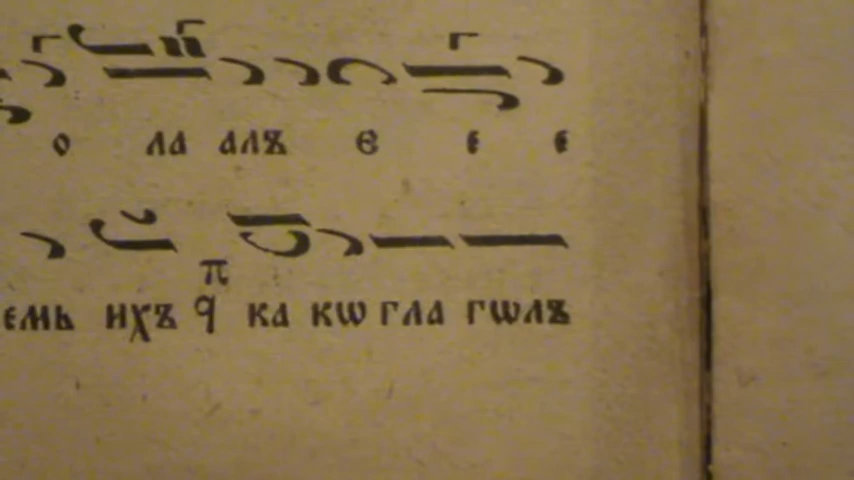 о ла алъ е е е
емь ихъ ка кѡ гла гѡлъ